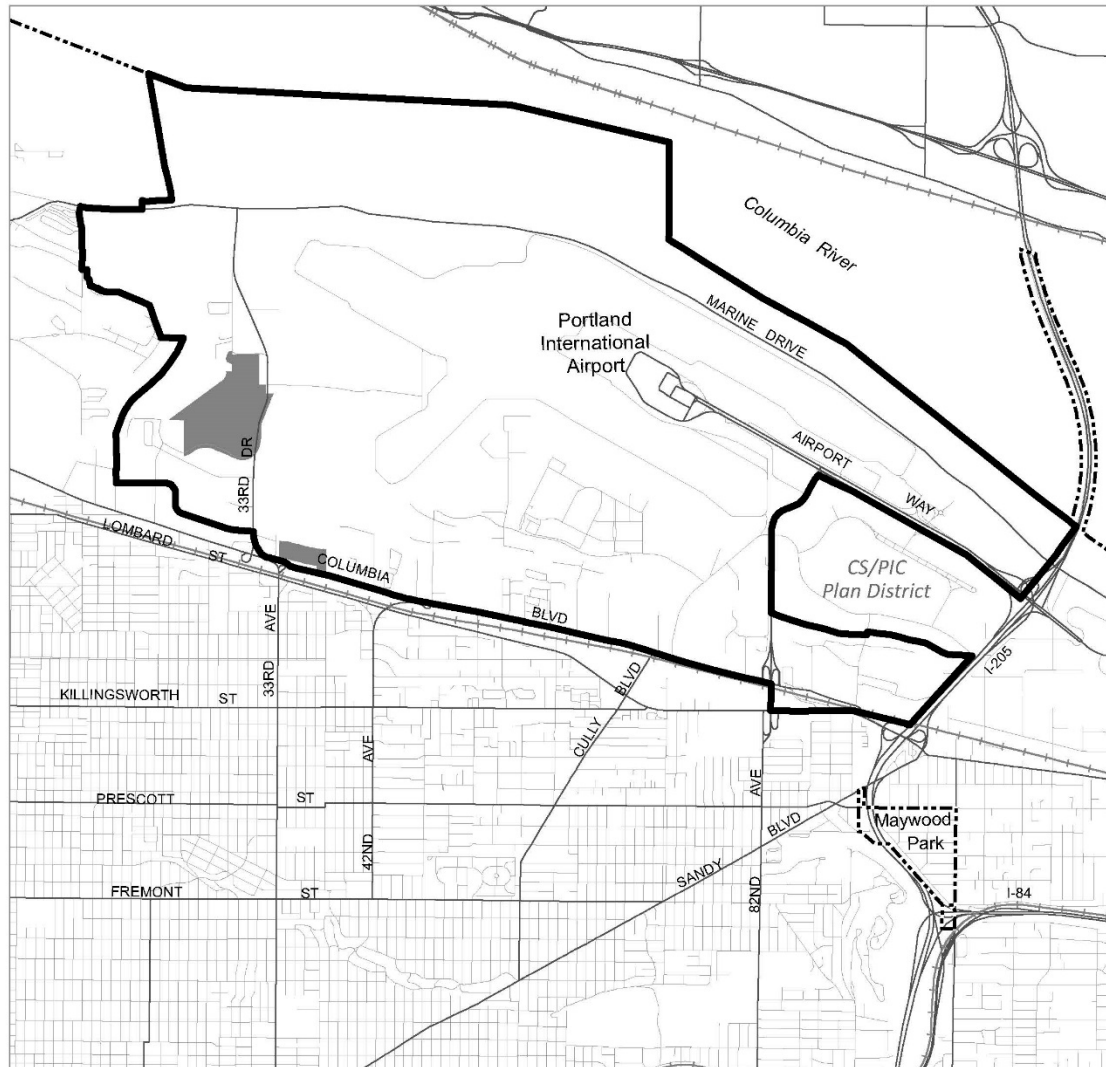 Columbia River
Portland
International
Airport
MARINE DRIVE
AIRPORT
WAY
33RD DR
CS/PIC
Plan District
LOMBARD
ST
COLUMBIA
BLVD
I-205
33RD AVE
KILLINGSWORTH ST
CULLY BLVD
42ND AVE
82ND AVE
PRESCOTT ST
SANDY BLVD
Maywood
Park
FREMONT ST
I-84